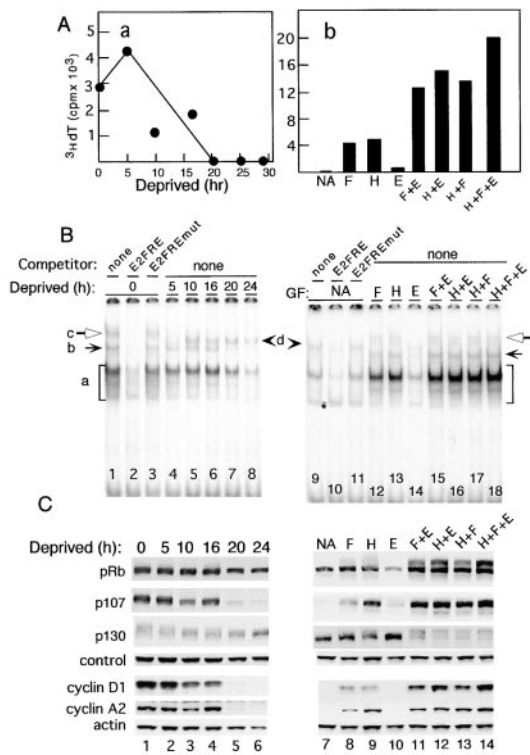 A
a
b
³HdT (cpmx 10³)
5
4
3
2
1
0 5 10 15 20 25 30
Deprived (hr)
20
16
12
8
4
NA F H E F+E H+E H+F H+F+E
B
Competitor: none E2FRE E2FREmut none
Deprived (h): 0 5 10 16 20 24
c
b
a
1 2 3 4 5 6 7 8
none E2FRE E2FREmut none
GF: NA F H E F+E H+E H+F H+F+E
d
9 10 11 12 13 14 15 16 17 18
C
Deprived (h): 0 5 10 16 20 24
NA F H E F+E H+E H+F H+F+E
pRb
p107
p130
control
cyclin D1
cyclin A2
actin
1 2 3 4 5 6
7 8 9 10 11 12 13 14